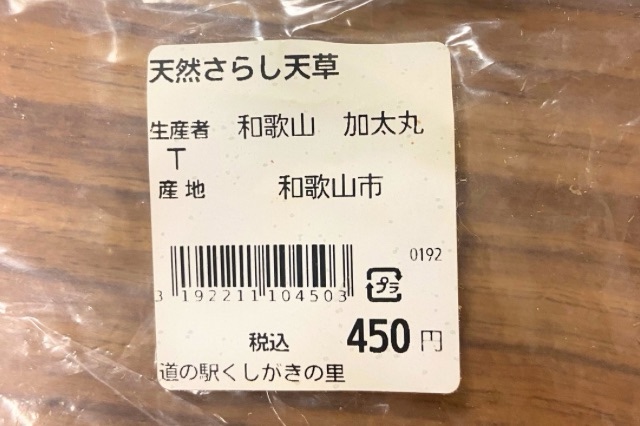 天然さらし天草
生産者 和歌山 加太丸
T
産地 和歌山市
0192
3 192211 104503
プラ
税込 450円
道の駅くしがきの里